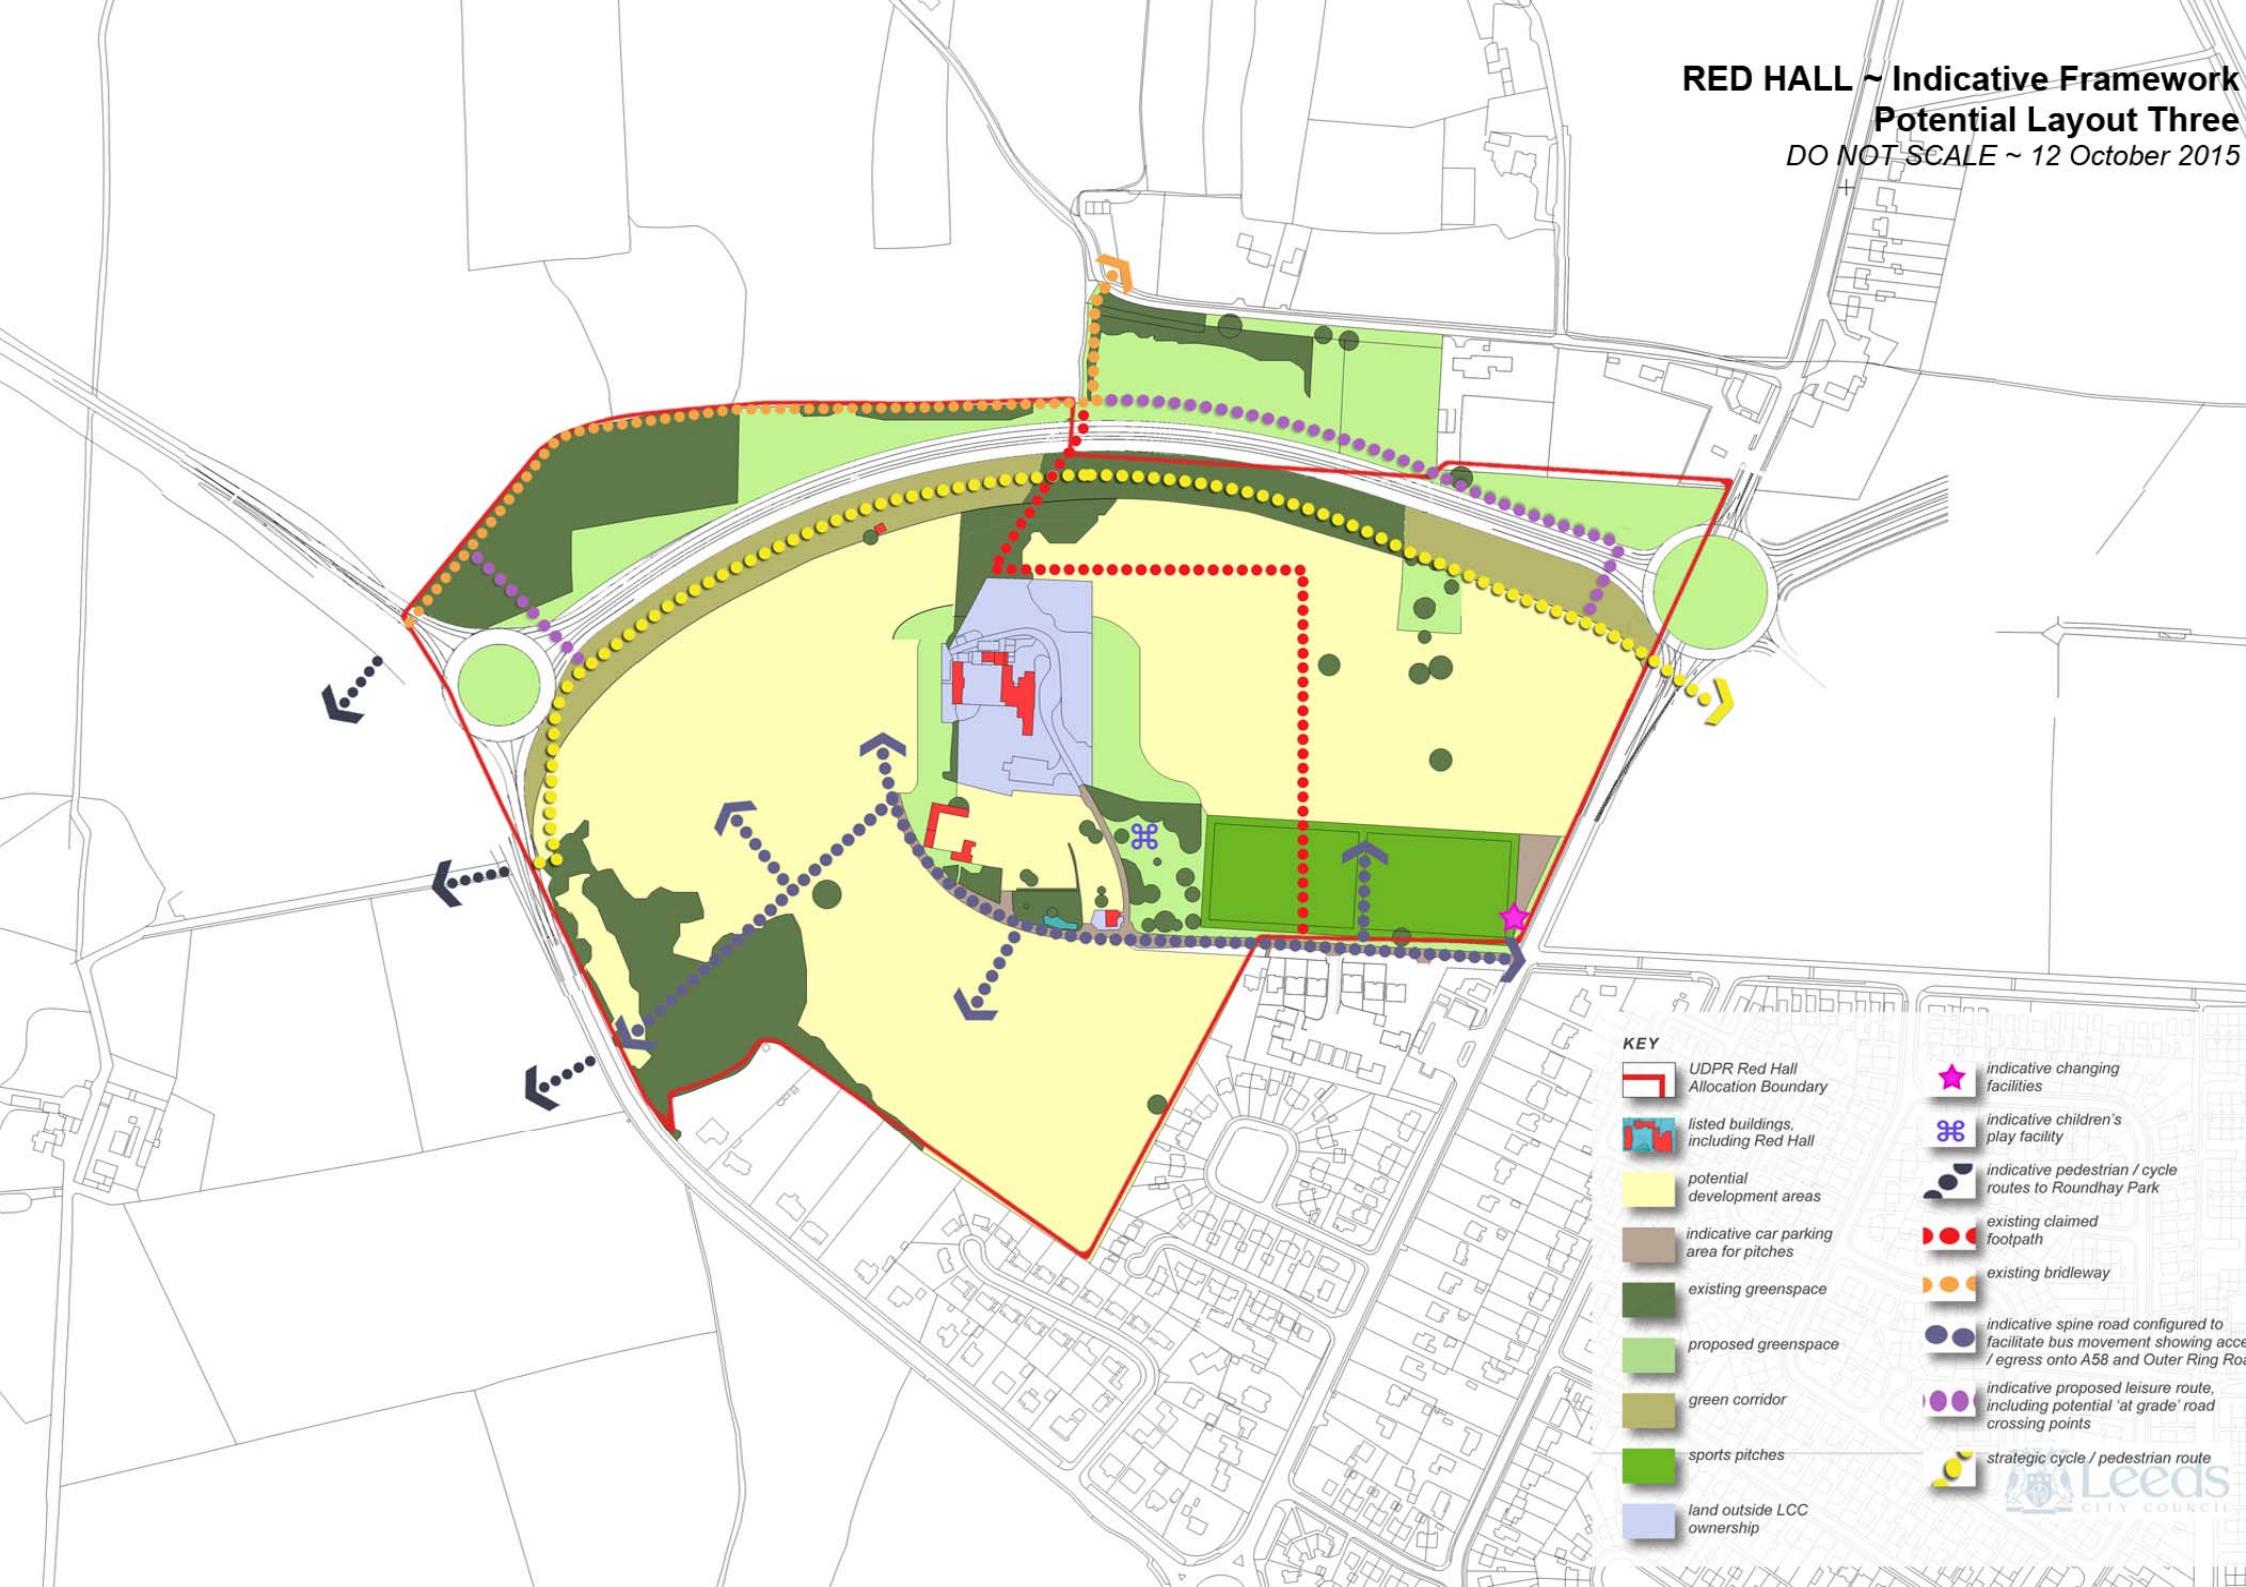 RED HALL ~ Indicative Framework
Potential Layout Three
DO NOT SCALE ~ 12 October 2015
KEY
UDPR Red Hall
Allocation Boundary
listed buildings,
including Red Hall
potential
development areas
indicative car parking
area for pitches
existing greenspace
proposed greenspace
green corridor
sports pitches
land outside LCC
ownership
indicative changing
facilities
indicative children's
play facility
indicative pedestrian / cycle
routes to Roundhay Park
existing claimed
footpath
existing bridleway
indicative spine road configured to
facilitate bus movement showing acce
/ egress onto A58 and Outer Ring Roa
indicative proposed leisure route,
including potential 'at grade' road
crossing points
strategic cycle / pedestrian route
Leeds
CITY COUNCIL